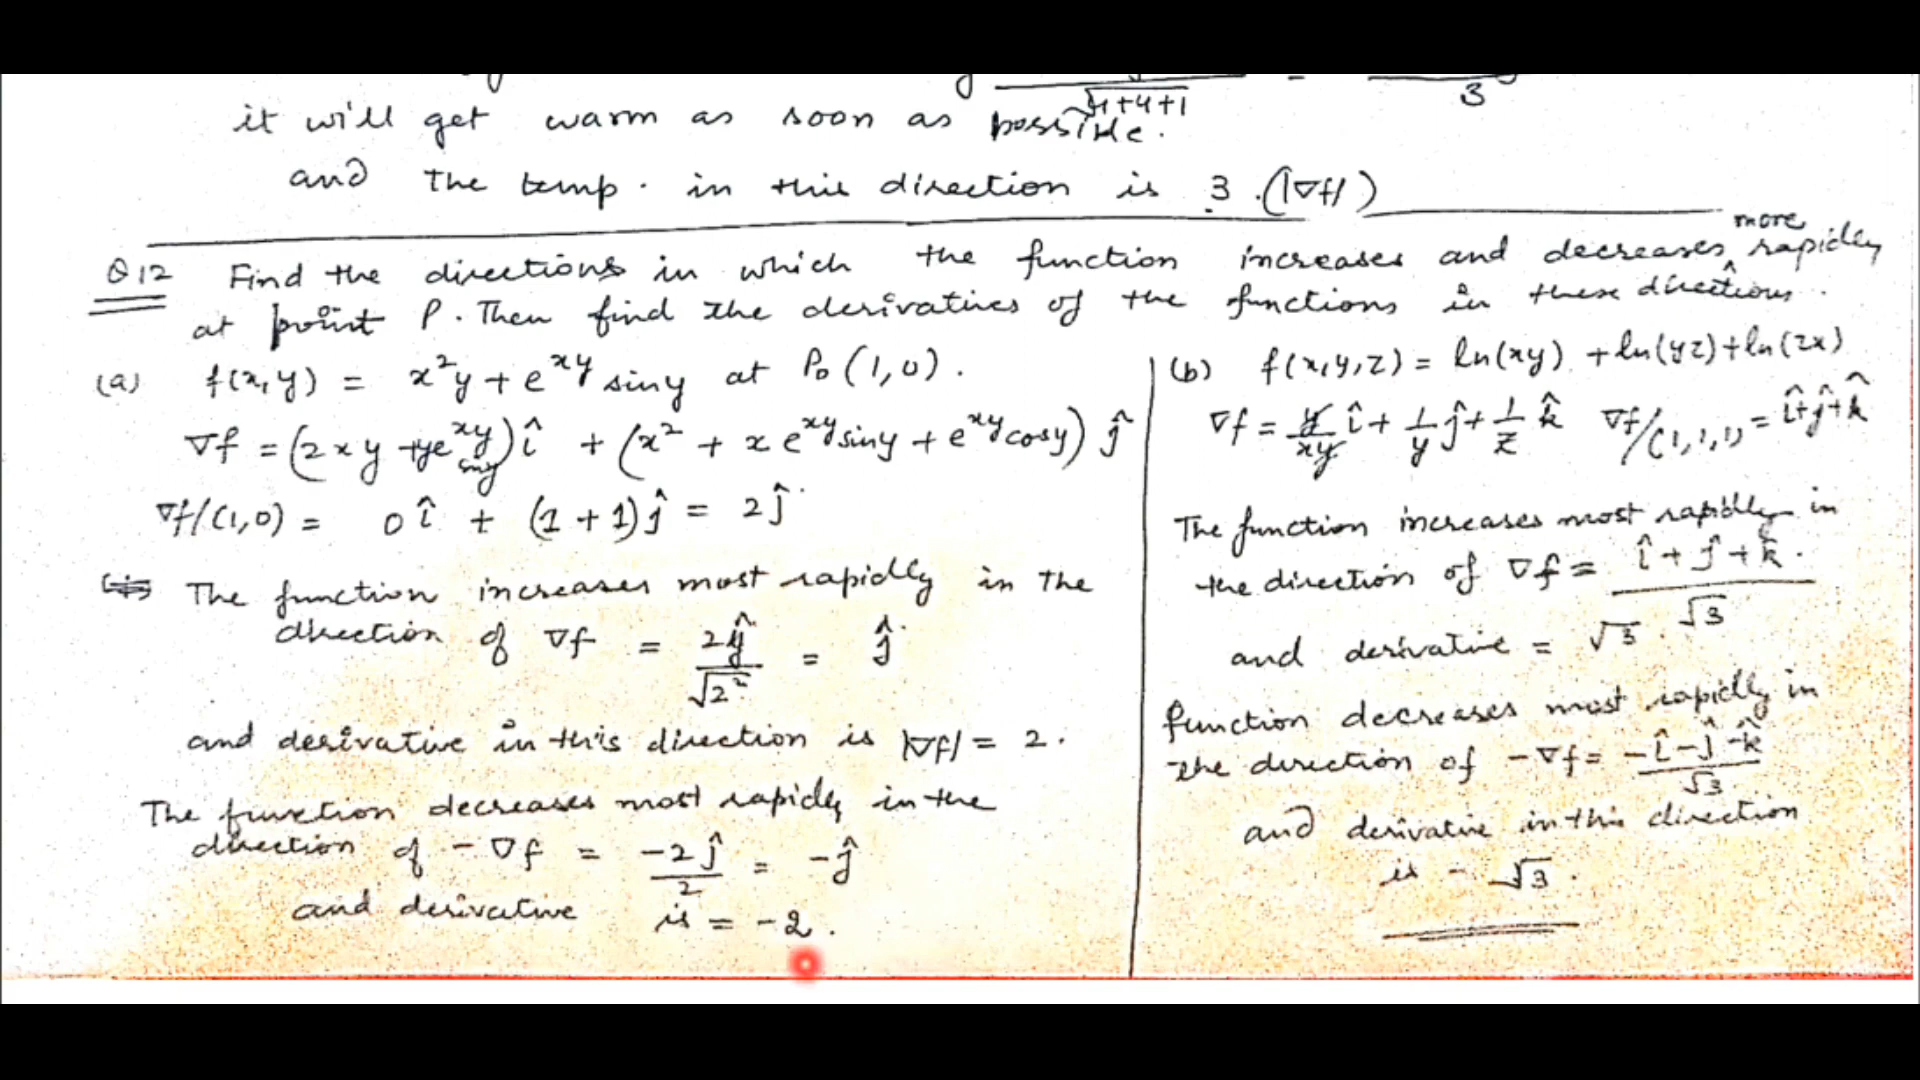 √4+4+1 = 3
it will get warm as soon as possible.
and the temp. in this direction is 3. (|∇f|)
Q12 Find the directions in which the function increases and decreases more rapidly
at point P. Then find the derivatives of the functions in these directions.
(a) f(x,y) = x²y + e^xy siny at P₀ (1,0).
∇f = (2xy + ye^xy siny) î + (x² + x e^xy siny + e^xy cosy) ĵ
∇f/(1,0) = 0 î + (1 + 1) ĵ = 2 ĵ
The function increases most rapidly in the
direction of ∇f = 2ĵ/√2² = ĵ
and derivative in this direction is |∇f| = 2.
The function decreases most rapidly in the
direction of -∇f = -2ĵ/2 = -ĵ
and derivative is = -2.
(b) f(x,y,z) = ln(xy) + ln(yz) + ln(zx)
∇f = y/xy î + 1/y ĵ + 1/z k̂ ∇f/(1,1,1) = î+ĵ+k̂
The function increases most rapidly in
the direction of ∇f = î + ĵ + k̂/√3.
and derivative = √3.
function decreases most rapidly in
the direction of -∇f = -î-ĵ-k̂/√3
and derivative in this direction
is - √3.